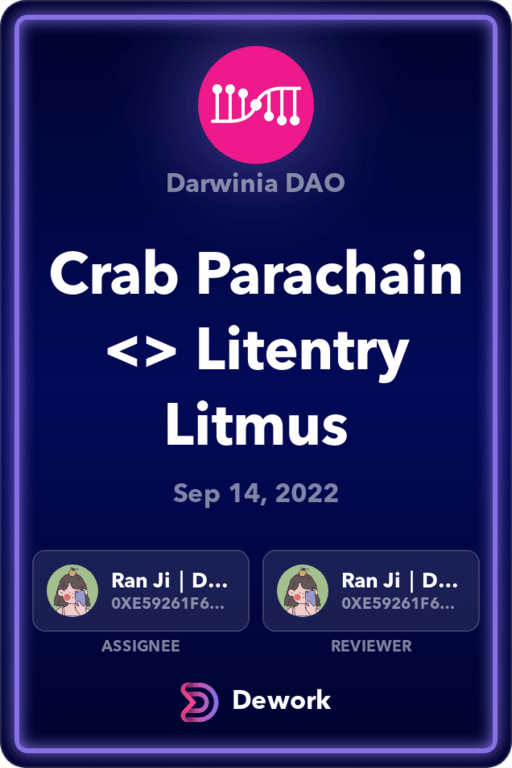 Darwinia DAO
Crab Parachain
<> Litentry
Litmus
Sep 14, 2022
Ran Ji | D... Ran Ji | D...
0XE59261F6... 0XE59261F6...
ASSIGNEE REVIEWER
Dework